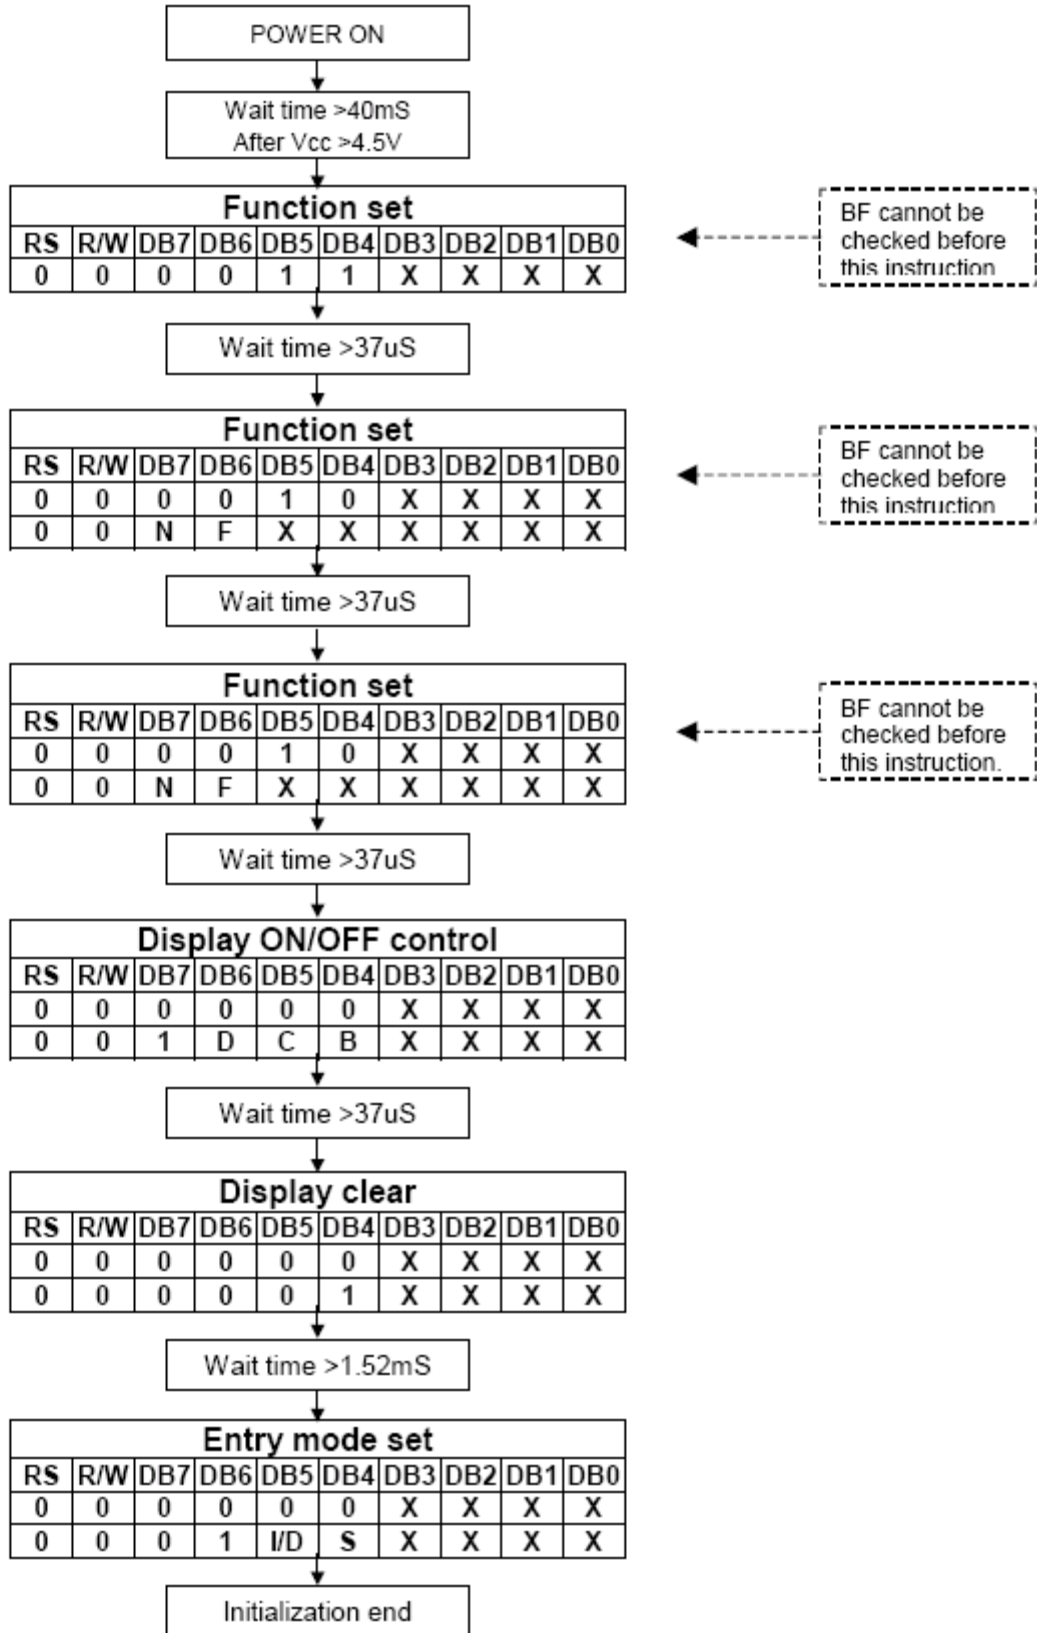 POWER ON
Wait time >40mS
After Vcc >4.5V
Function set
RS R/W DB7 DB6 DB5 DB4 DB3 DB2 DB1 DB0
0 0 0 0 1 1 X X X X
BF cannot be
checked before
this instruction
Wait time >37uS
Function set
RS R/W DB7 DB6 DB5 DB4 DB3 DB2 DB1 DB0
0 0 0 0 1 0 X X X X
0 0 N F X X X X X X
BF cannot be
checked before
this instruction
Wait time >37uS
Function set
RS R/W DB7 DB6 DB5 DB4 DB3 DB2 DB1 DB0
0 0 0 0 1 0 X X X X
0 0 N F X X X X X X
BF cannot be
checked before
this instruction.
Wait time >37uS
Display ON/OFF control
RS R/W DB7 DB6 DB5 DB4 DB3 DB2 DB1 DB0
0 0 0 0 0 0 X X X X
0 0 1 D C B X X X X
Wait time >37uS
Display clear
RS R/W DB7 DB6 DB5 DB4 DB3 DB2 DB1 DB0
0 0 0 0 0 0 X X X X
0 0 0 0 0 1 X X X X
Wait time >1.52mS
Entry mode set
RS R/W DB7 DB6 DB5 DB4 DB3 DB2 DB1 DB0
0 0 0 0 0 0 X X X X
0 0 0 1 I/D S X X X X
Initialization end